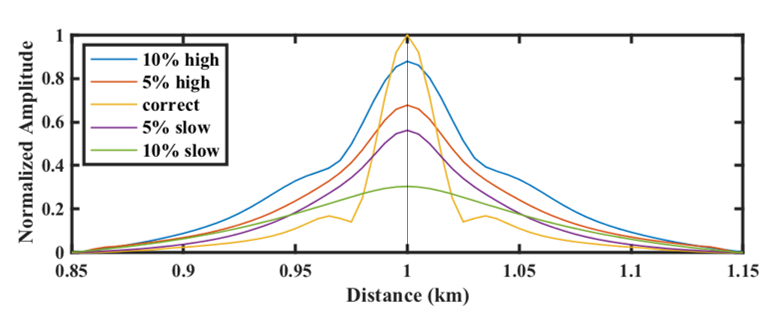 Normalized Amplitude
1
0.8
0.6
0.4
0.2
0
10% high
5% high
correct
5% slow
10% slow
0.85 0.9 0.95 1 1.05 1.1 1.15
Distance (km)